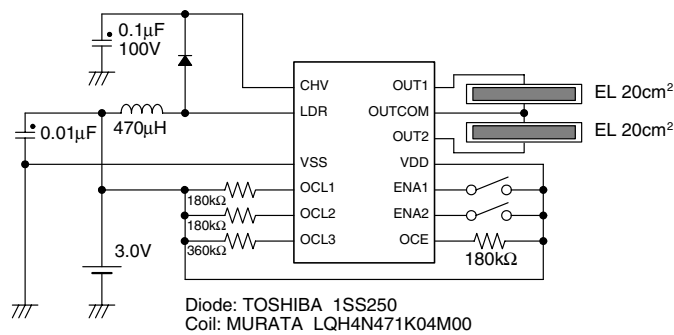 0.1μF
100V
CHV
OUT1
EL 20cm²
LDR
OUTCOM
0.01μF
470μH
OUT2
EL 20cm²
VSS
VDD
OCL1
ENA1
180kΩ
OCL2
ENA2
180kΩ
OCL3
OCE
360kΩ
3.0V
180kΩ
Diode: TOSHIBA 1SS250
Coil: MURATA LQH4N471K04M00